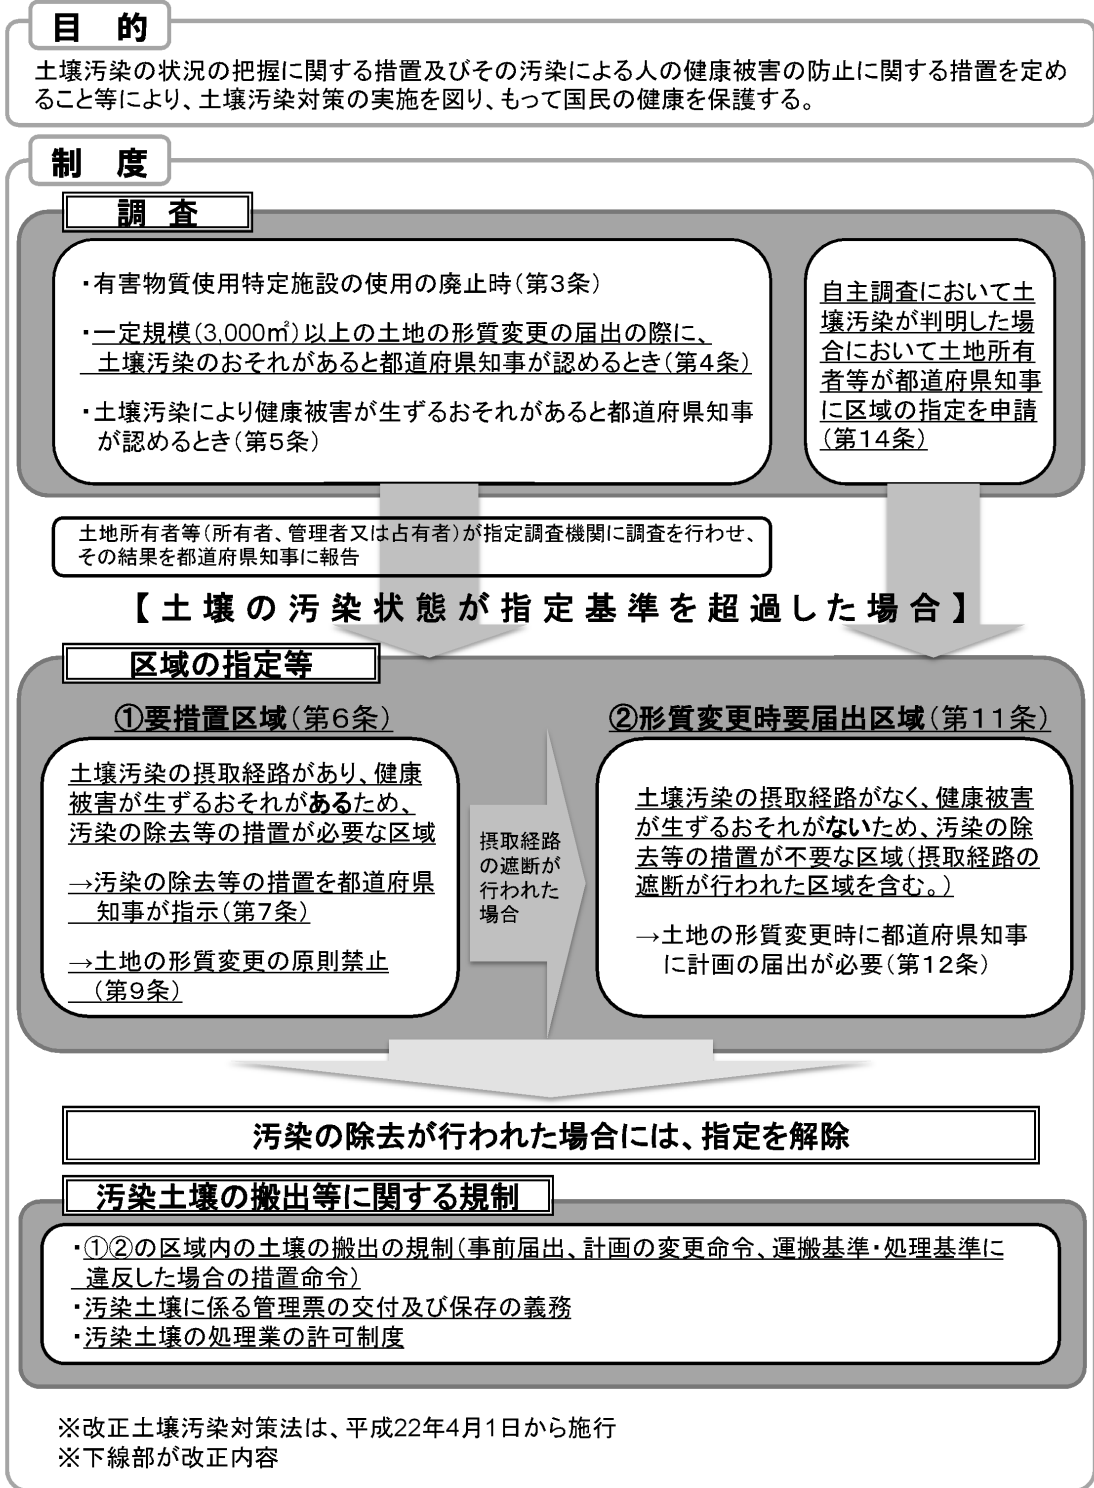 目　的
土壌汚染の状況の把握に関する措置及びその汚染による人の健康被害の防止に関する措置を定め
ること等により、土壌汚染対策の実施を図り、もって国民の健康を保護する。
制　度
調　査
・有害物質使用特定施設の使用の廃止時（第３条）
・一定規模（3,000㎡）以上の土地の形質変更の届出の際に、
土壌汚染のおそれがあると都道府県知事が認めるとき（第４条）
・土壌汚染により健康被害が生ずるおそれがあると都道府県知事
が認めるとき（第５条）
自主調査において土
壌汚染が判明した場
合において土地所有
者等が都道府県知事
に区域の指定を申請
（第１４条）
土地所有者等（所有者、管理者又は占有者）が指定調査機関に調査を行わせ、
その結果を都道府県知事に報告
【土壌の汚染状態が指定基準を超過した場合】
区域の指定等
①要措置区域（第６条）
土壌汚染の摂取経路があり、健康
被害が生ずるおそれがあるため、
汚染の除去等の措置が必要な区域
→汚染の除去等の措置を都道府県
知事が指示（第７条）
→土地の形質変更の原則禁止
（第９条）
摂取経路
の遮断が
行われた
場合
②形質変更時要届出区域（第１１条）
土壌汚染の摂取経路がなく、健康被害
が生ずるおそれがないため、汚染の除
去等の措置が不要な区域（摂取経路の
遮断が行われた区域を含む。）
→土地の形質変更時に都道府県知事
に計画の届出が必要（第１２条）
汚染の除去が行われた場合には、指定を解除
汚染土壌の搬出等に関する規制
・①②の区域内の土壌の搬出の規制（事前届出、計画の変更命令、運搬基準・処理基準に
違反した場合の措置命令）
・汚染土壌に係る管理票の交付及び保存の義務
・汚染土壌の処理業の許可制度
※改正土壌汚染対策法は、平成22年4月1日から施行
※下線部が改正内容